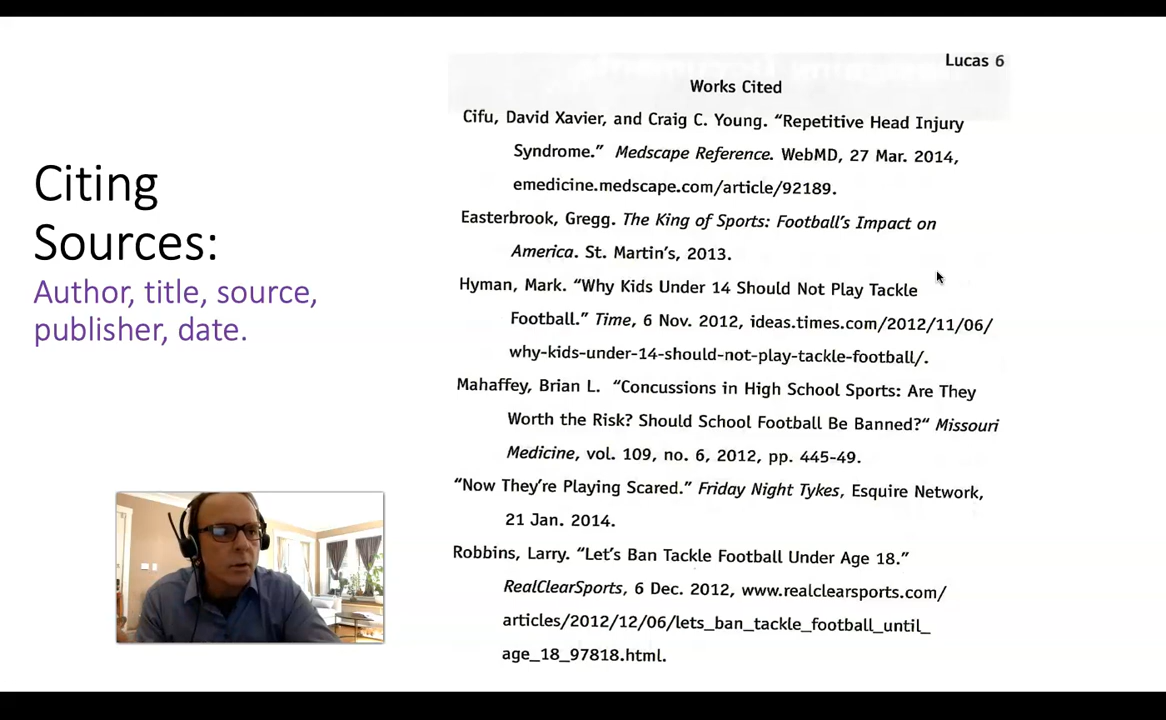 Citing
Sources:
Author, title, source,
publisher, date.
Lucas 6
Works Cited
Cifu, David Xavier, and Craig C. Young. “Repetitive Head Injury
Syndrome.” Medscape Reference. WebMD, 27 Mar. 2014,
emedicine.medscape.com/article/92189.
Easterbrook, Gregg. The King of Sports: Football’s Impact on
America. St. Martin’s, 2013.
Hyman, Mark. “Why Kids Under 14 Should Not Play Tackle
Football.” Time, 6 Nov. 2012, ideas.times.com/2012/11/06/
why-kids-under-14-should-not-play-tackle-football/.
Mahaffey, Brian L. “Concussions in High School Sports: Are They
Worth the Risk? Should School Football Be Banned?“ Missouri
Medicine, vol. 109, no. 6, 2012, pp. 445-49.
“Now They’re Playing Scared.” Friday Night Tykes, Esquire Network,
21 Jan. 2014.
Robbins, Larry. “Let’s Ban Tackle Football Under Age 18.”
RealClearSports, 6 Dec. 2012, www.realclearsports.com/
articles/2012/12/06/lets_ban_tackle_football_until_
age_18_97818.html.